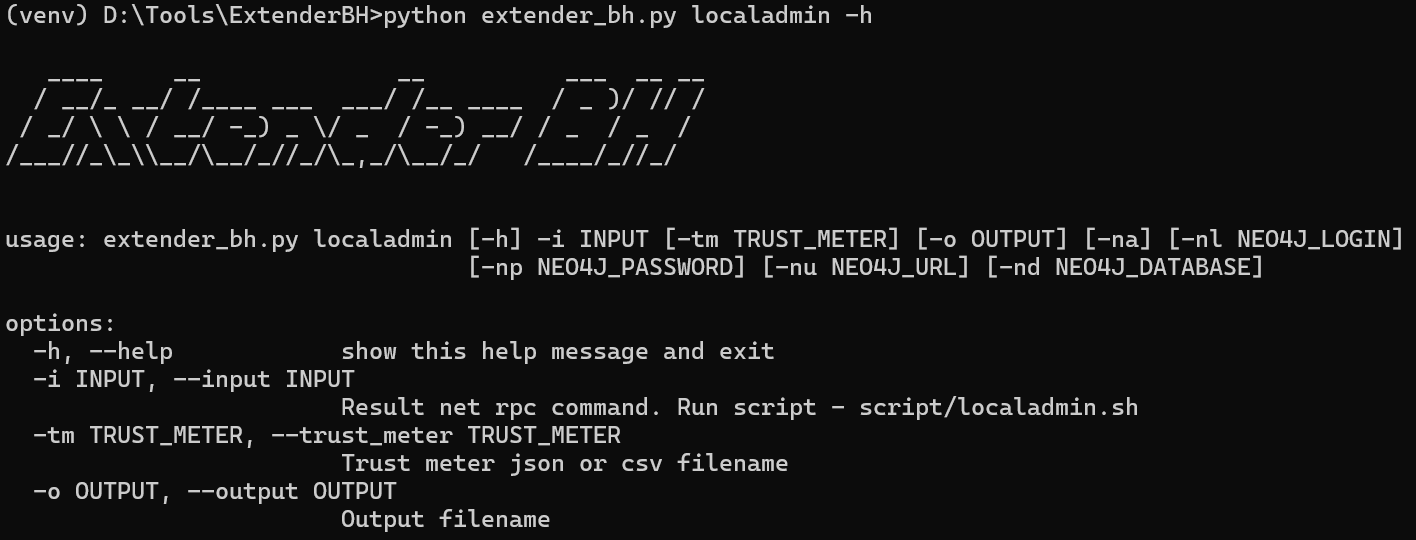 (venv) D:\Tools\ExtenderBH>python extender_bh.py localadmin -h
   ____     __              __          ___  __ __
  / __/_ __/ /____ ___  ___/ /__ ____  / _ )/ // /
 / _/ \ \ / __/ -_) _ \/ _  / -_) __/ / _  / _  /
/___//_\_\\__/\__/_//_/\_,_/\__/_/   /____/_//_/
usage: extender_bh.py localadmin [-h] -i INPUT [-tm TRUST_METER] [-o OUTPUT] [-na] [-nl NEO4J_LOGIN]
                                 [-np NEO4J_PASSWORD] [-nu NEO4J_URL] [-nd NEO4J_DATABASE]
options:
  -h, --help            show this help message and exit
  -i INPUT, --input INPUT
                        Result net rpc command. Run script - script/localadmin.sh
  -tm TRUST_METER, --trust_meter TRUST_METER
                        Trust meter json or csv filename
  -o OUTPUT, --output OUTPUT
                        Output filename